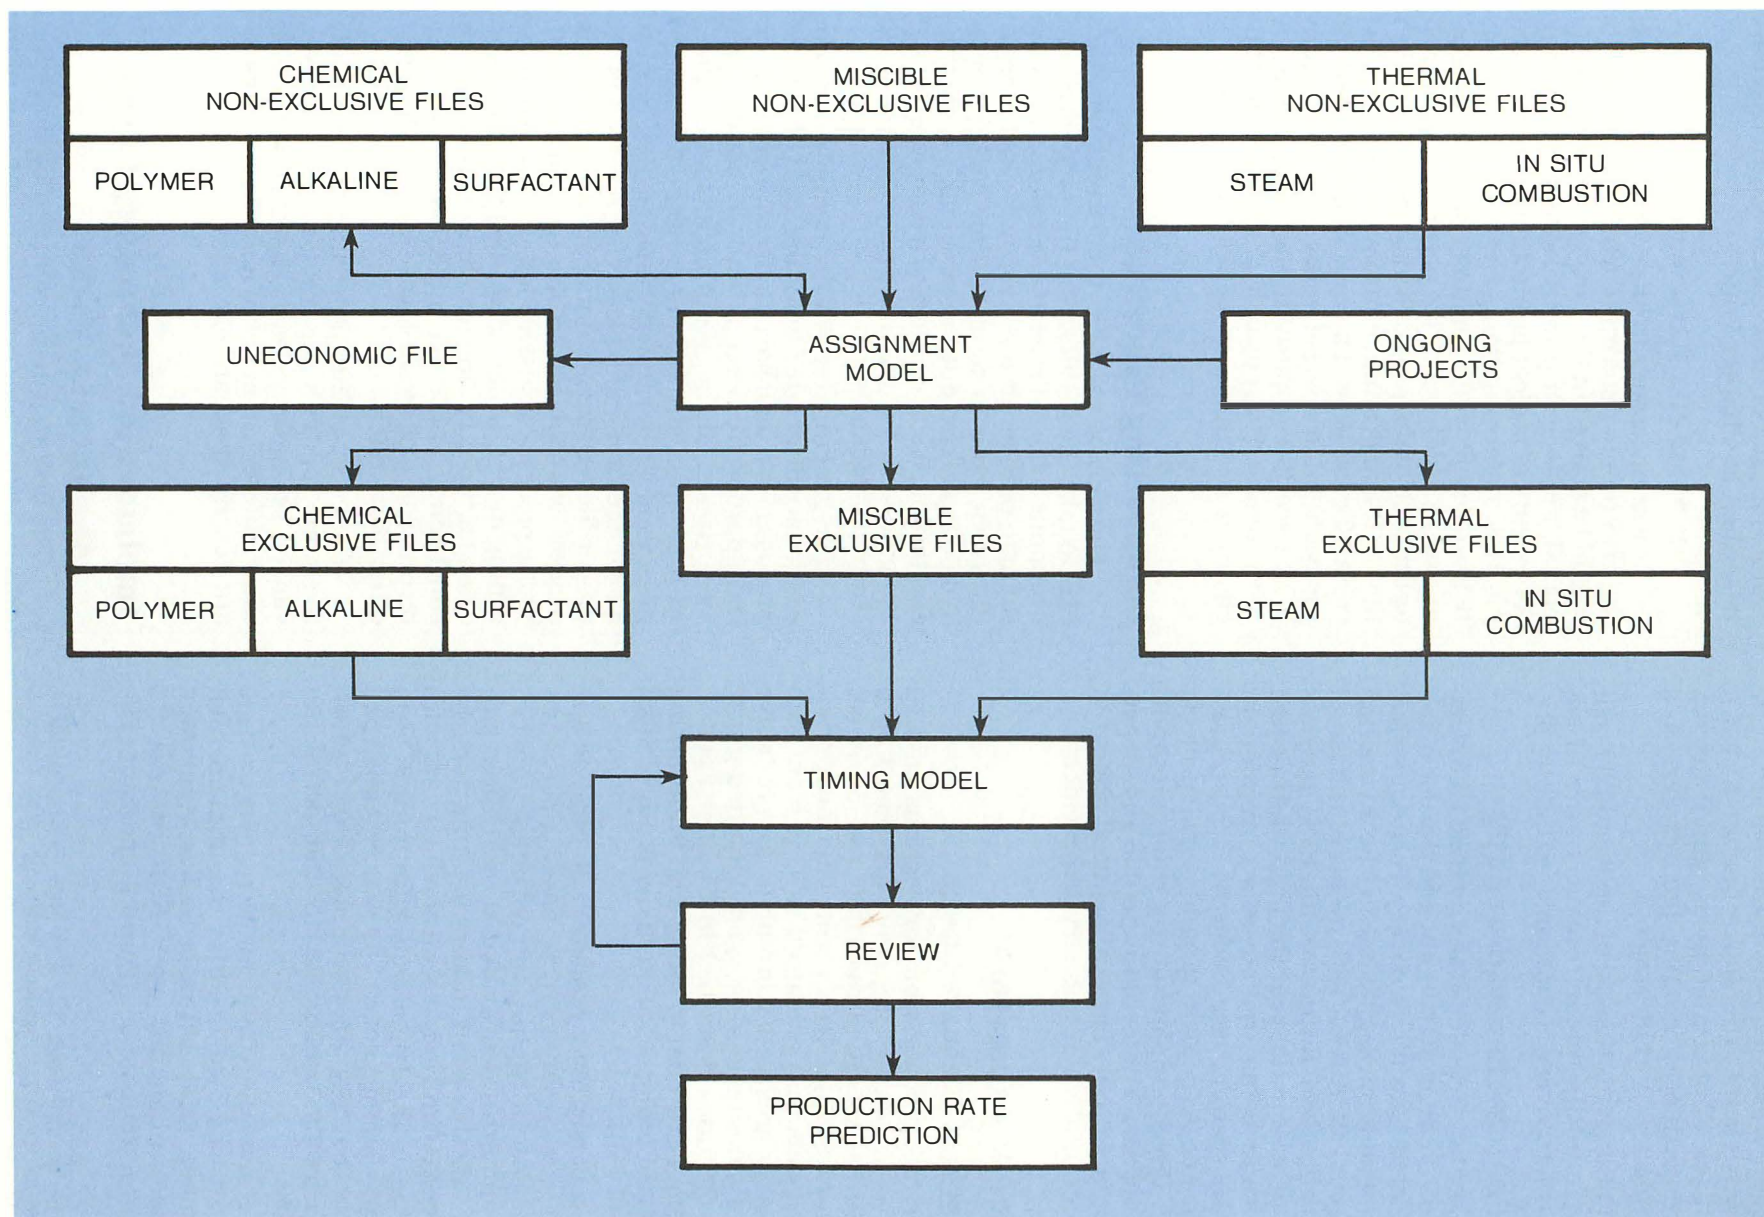 CHEMICAL
NON-EXCLUSIVE FILES
POLYMER
ALKALINE
SURFACTANT
MISCIBLE
NON-EXCLUSIVE FILES
THERMAL
NON-EXCLUSIVE FILES
STEAM
IN SITU
COMBUSTION
UNECONOMIC FILE
ASSIGNMENT
MODEL
ONGOING
PROJECTS
CHEMICAL
EXCLUSIVE FILES
POLYMER
ALKALINE
SURFACTANT
MISCIBLE
EXCLUSIVE FILES
THERMAL
EXCLUSIVE FILES
STEAM
IN SITU
COMBUSTION
TIMING MODEL
REVIEW
PRODUCTION RATE
PREDICTION